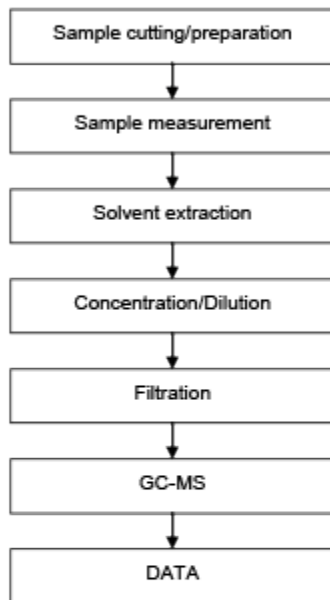 Sample cutting/preparation
Sample measurement
Solvent extraction
Concentration/Dilution
Filtration
GC-MS
DATA